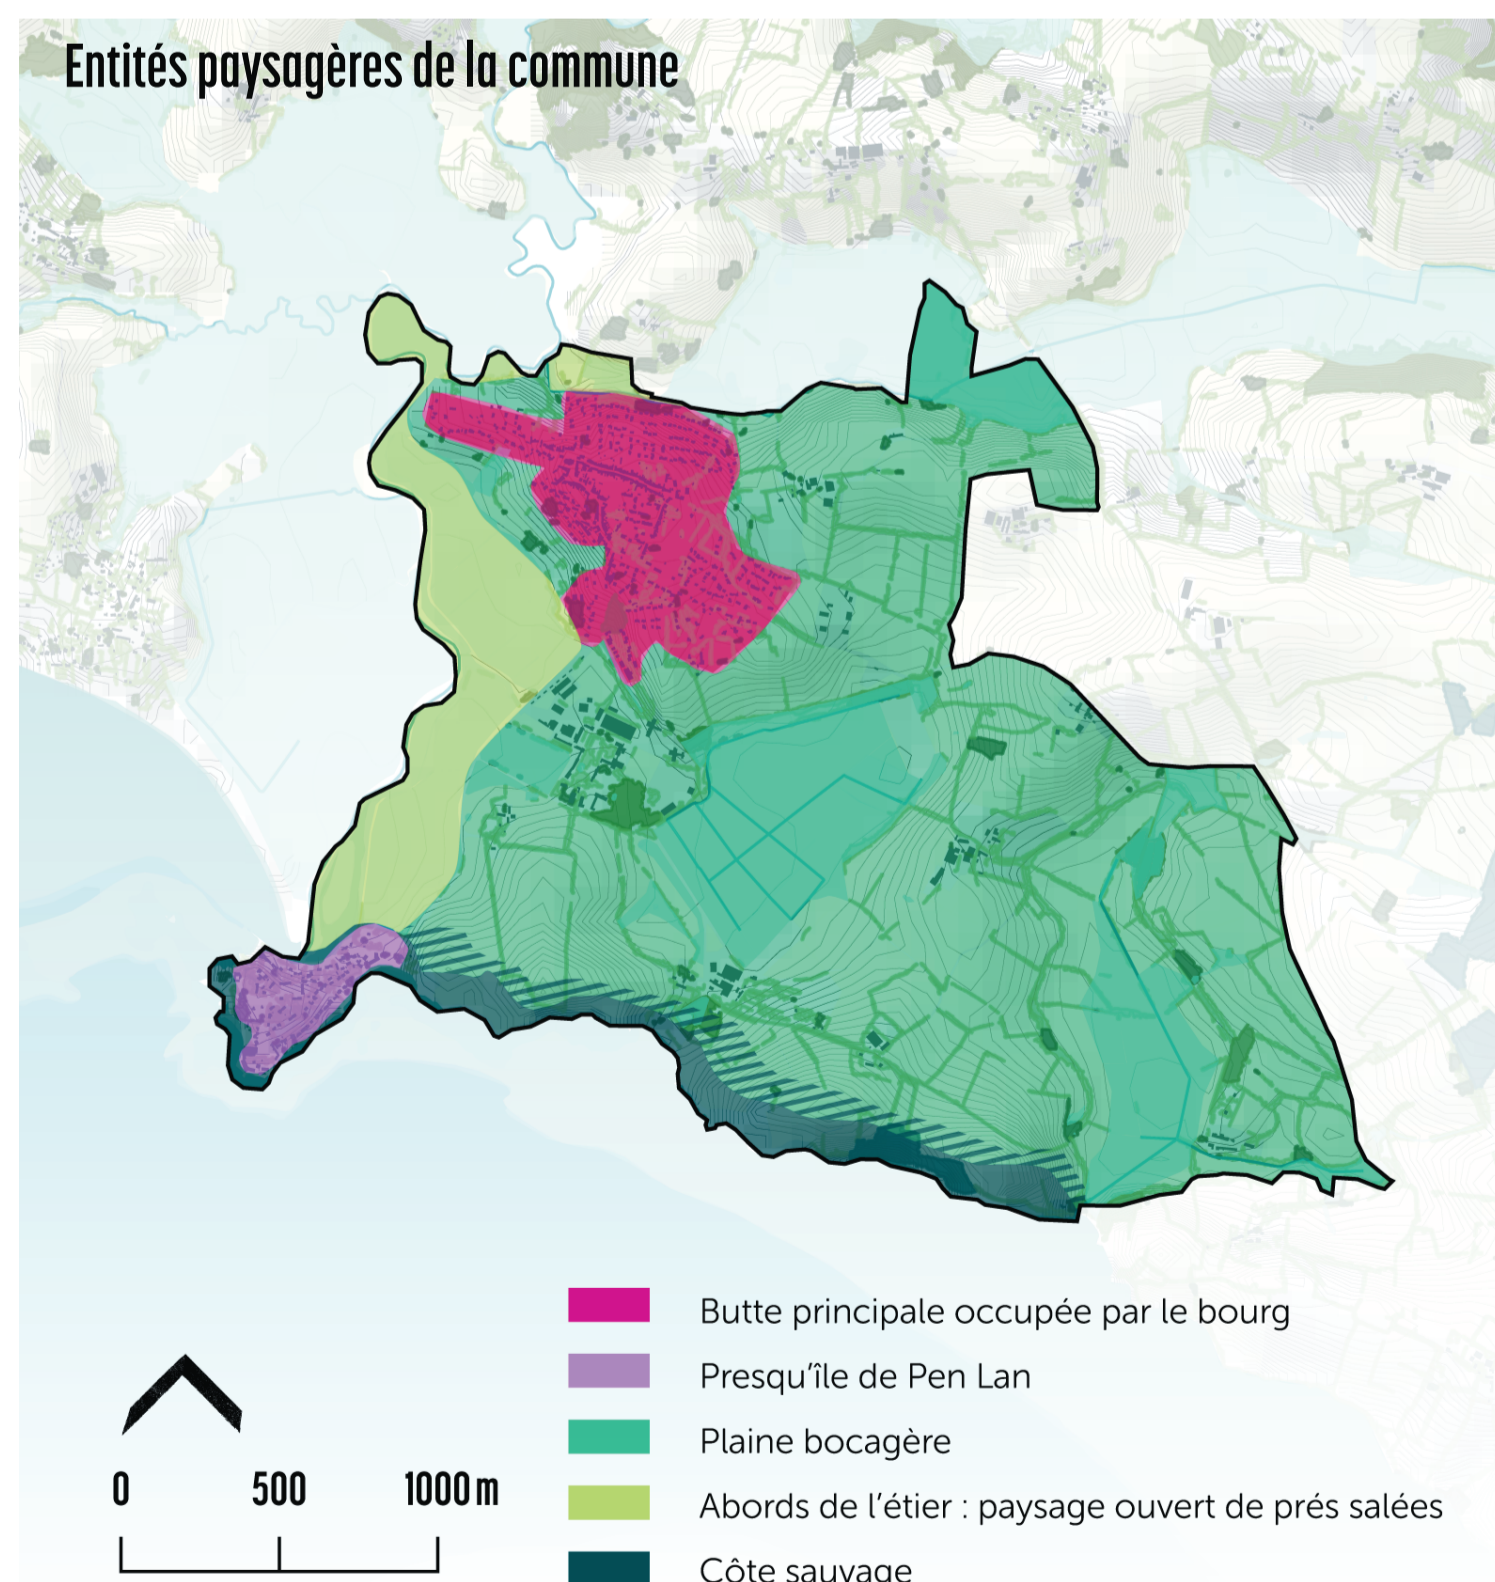 Entités paysagères de la commune
Butte principale occupée par le bourg
Presqu'île de Pen Lan
Plaine bocagère
Abords de l'étier : paysage ouvert de prés salées
Côte sauvage
0 500 1000 m